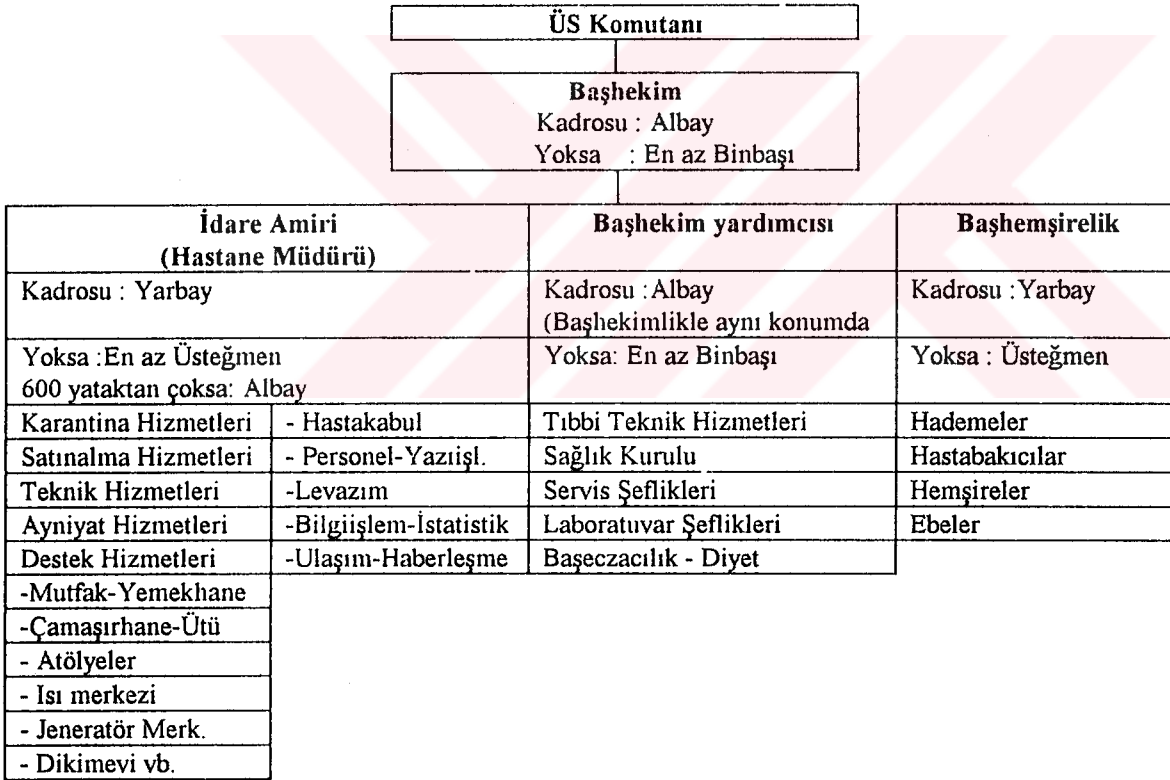 ÜS Komutanı
Başhekim
Kadrosu : Albay
Yoksa : En az Binbaşı
İdare Amiri
(Hastane Müdürü)
Başhekim yardımcısı
Başhemşirelik
Kadrosu : Yarbay
Kadrosu :Albay
(Başhekimlikle aynı konumda
Kadrosu :Yarbay
Yoksa :En az Üsteğmen
600 yataktan çoksa: Albay
Yoksa: En az Binbaşı
Yoksa : Üsteğmen
Karantina Hizmetleri
- Hastakabul
Tıbbi Teknik Hizmetleri
Hademeler
Satınalma Hizmetleri
- Personel-Yazıişl.
Sağlık Kurulu
Hastabakıcılar
Teknik Hizmetleri
-Levazım
Servis Şeflikleri
Hemşireler
Ayniyat Hizmetleri
-Bilgiişlem-İstatistik
Laboratuvar Şeflikleri
Ebeler
Destek Hizmetleri
-Ulaşım-Haberleşme
Başeczacılık - Diyet
-Mutfak-Yemekhane
-Çamaşırhane-Ütü
- Atölyeler
- Isı merkezi
- Jeneratör Merk.
- Dikimevi vb.